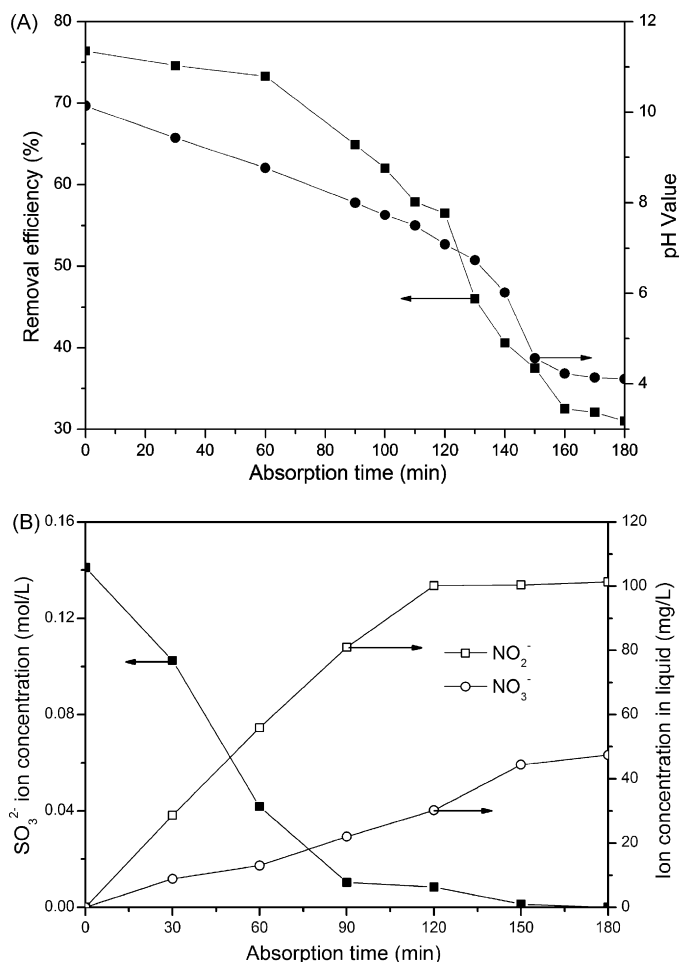 (A)
80
70
60
50
40
30
Removal efficiency (%)
12
10
8
6
4
pH Value
0 20 40 60 80 100 120 140 160 180
Absorption time (min)
(B)
0.16
0.12
0.08
0.04
0.00
SO₃²⁻ ion concentration (mol/L)
NO₂⁻
NO₃⁻
120
100
80
60
40
20
0
Ion concentration in liquid (mg/L)
0 30 60 90 120 150 180
Absorption time (min)